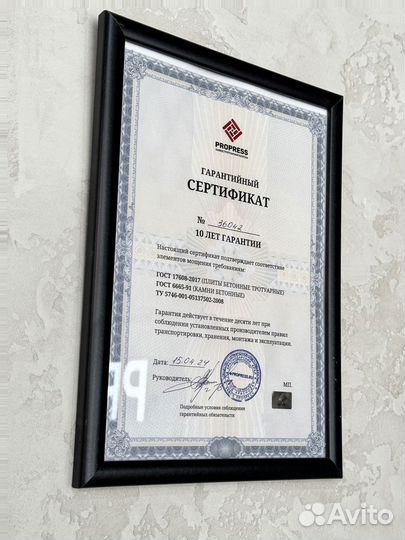 PROPRESS
ГАРАНТИЙНЫЙ
СЕРТИФИКАТ
№ 36042
10 ЛЕТ ГАРАНТИИ
Настоящий сертификат подтверждает соответствие
элементов мощения требованиям:
ГОСТ 17608-2017 (ПЛИТЫ БЕТОННЫЕ ТРОТУАРНЫЕ)
ГОСТ 6665-91 (КАМНИ БЕТОННЫЕ)
ТУ 5746-001-05137502-2008
Гарантия действует в течение десяти лет при
соблюдении установленных производителем правил
транспортировки, хранения, монтажа и эксплуатации.
Дата: 15.04.24
Руководитель
PROPRESS.RU
МП.
Подробные условия соблюдения
гарантийных обязательств
Avito